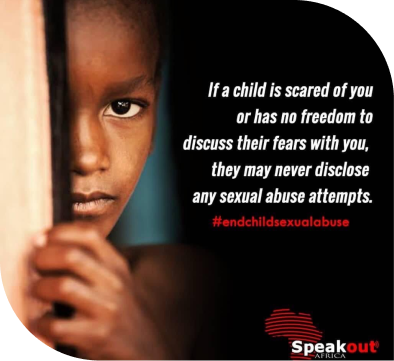 If a child is scared of you
or has no freedom to
discuss their fears with you,
they may never disclose
any sexual abuse attempts.
#endchildsexualabuse
Speakout
AFRICA